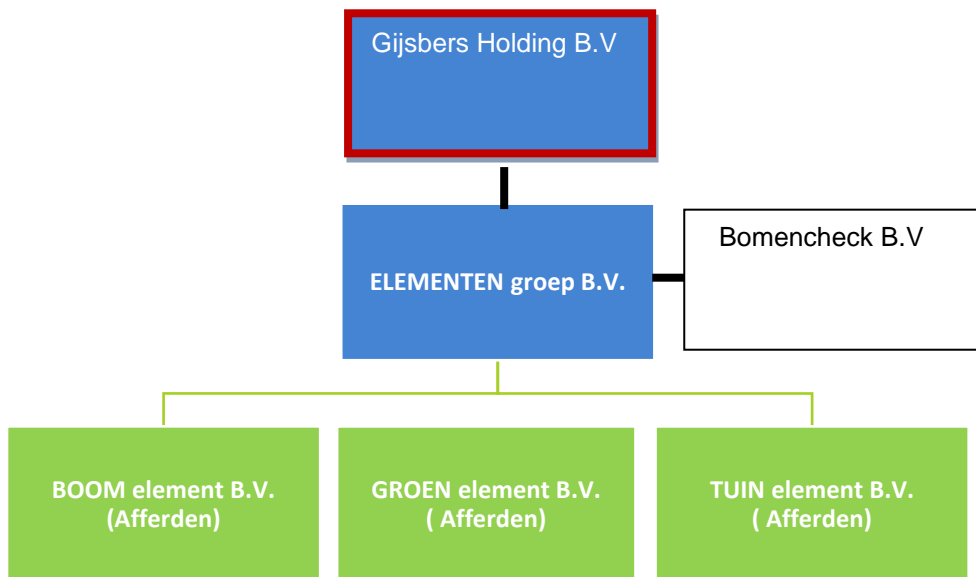 Gijsbers Holding B.V
ELEMENTEN groep B.V.
Bomencheck B.V
BOOM element B.V.
(Afferden)
GROEN element B.V.
( Afferden)
TUIN element B.V.
( Afferden)